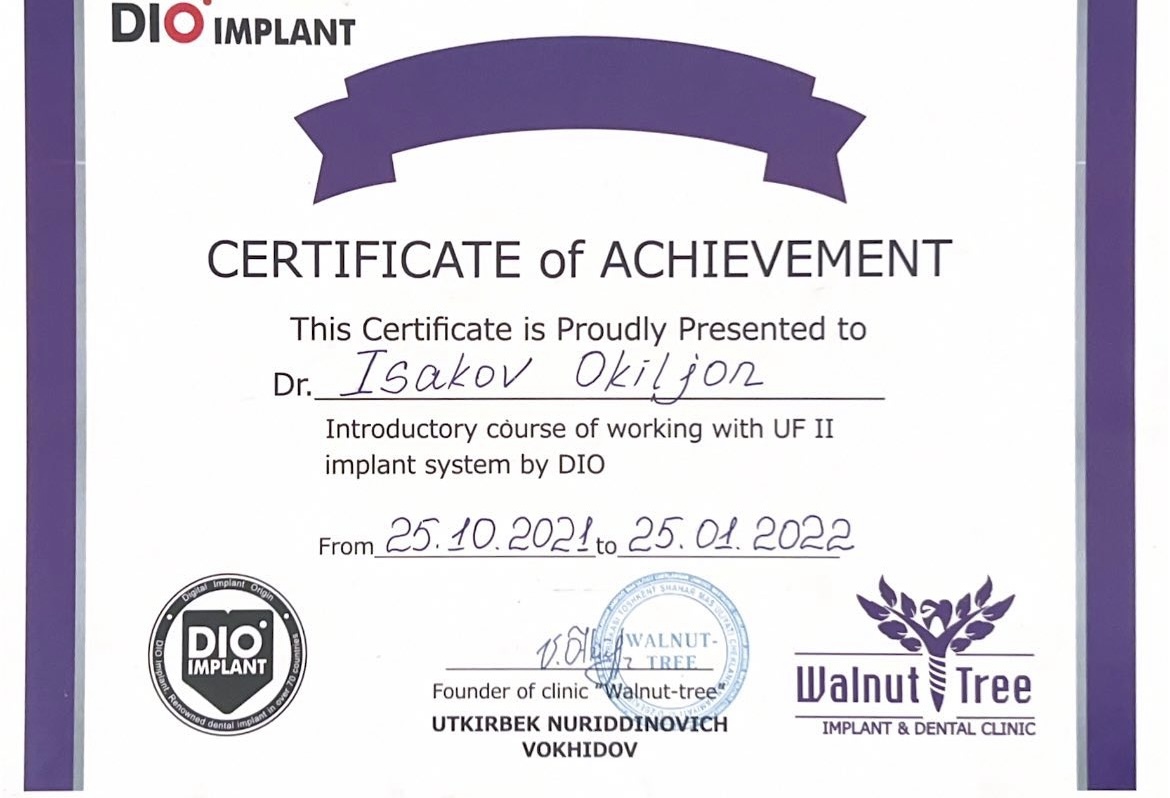 DIO IMPLANT
CERTIFICATE of ACHIEVEMENT
This Certificate is Proudly Presented to
Dr. Isakov Okiljon
Introductory course of working with UF II
implant system by DIO
From 25.10.2021 to 25.01.2022
Digital Implant Origin
DIO IMPLANT
DIO Implant, Renowned dental implant in over 70 countries
TOSHKENT SHAHAR
WALNUT-
TREE
Founder of clinic "Walnut-tree"
UTKIRBEK NURIDDINOVICH
VOKHIDOV
Walnut Tree
IMPLANT & DENTAL CLINIC